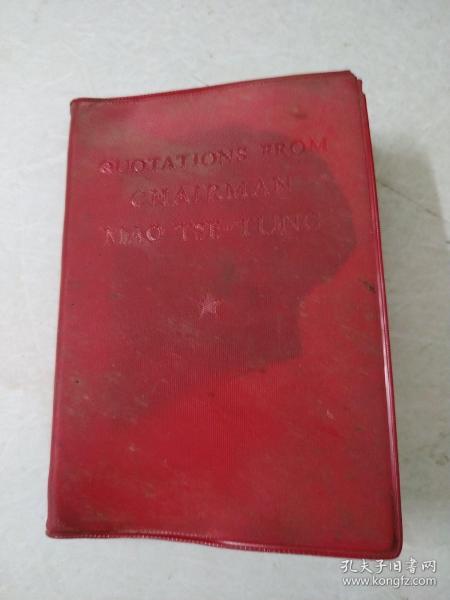 QUOTATIONS FROM
CHAIRMAN
MAO TSE-TUNG
孔夫子旧书网
www.kongfz.com